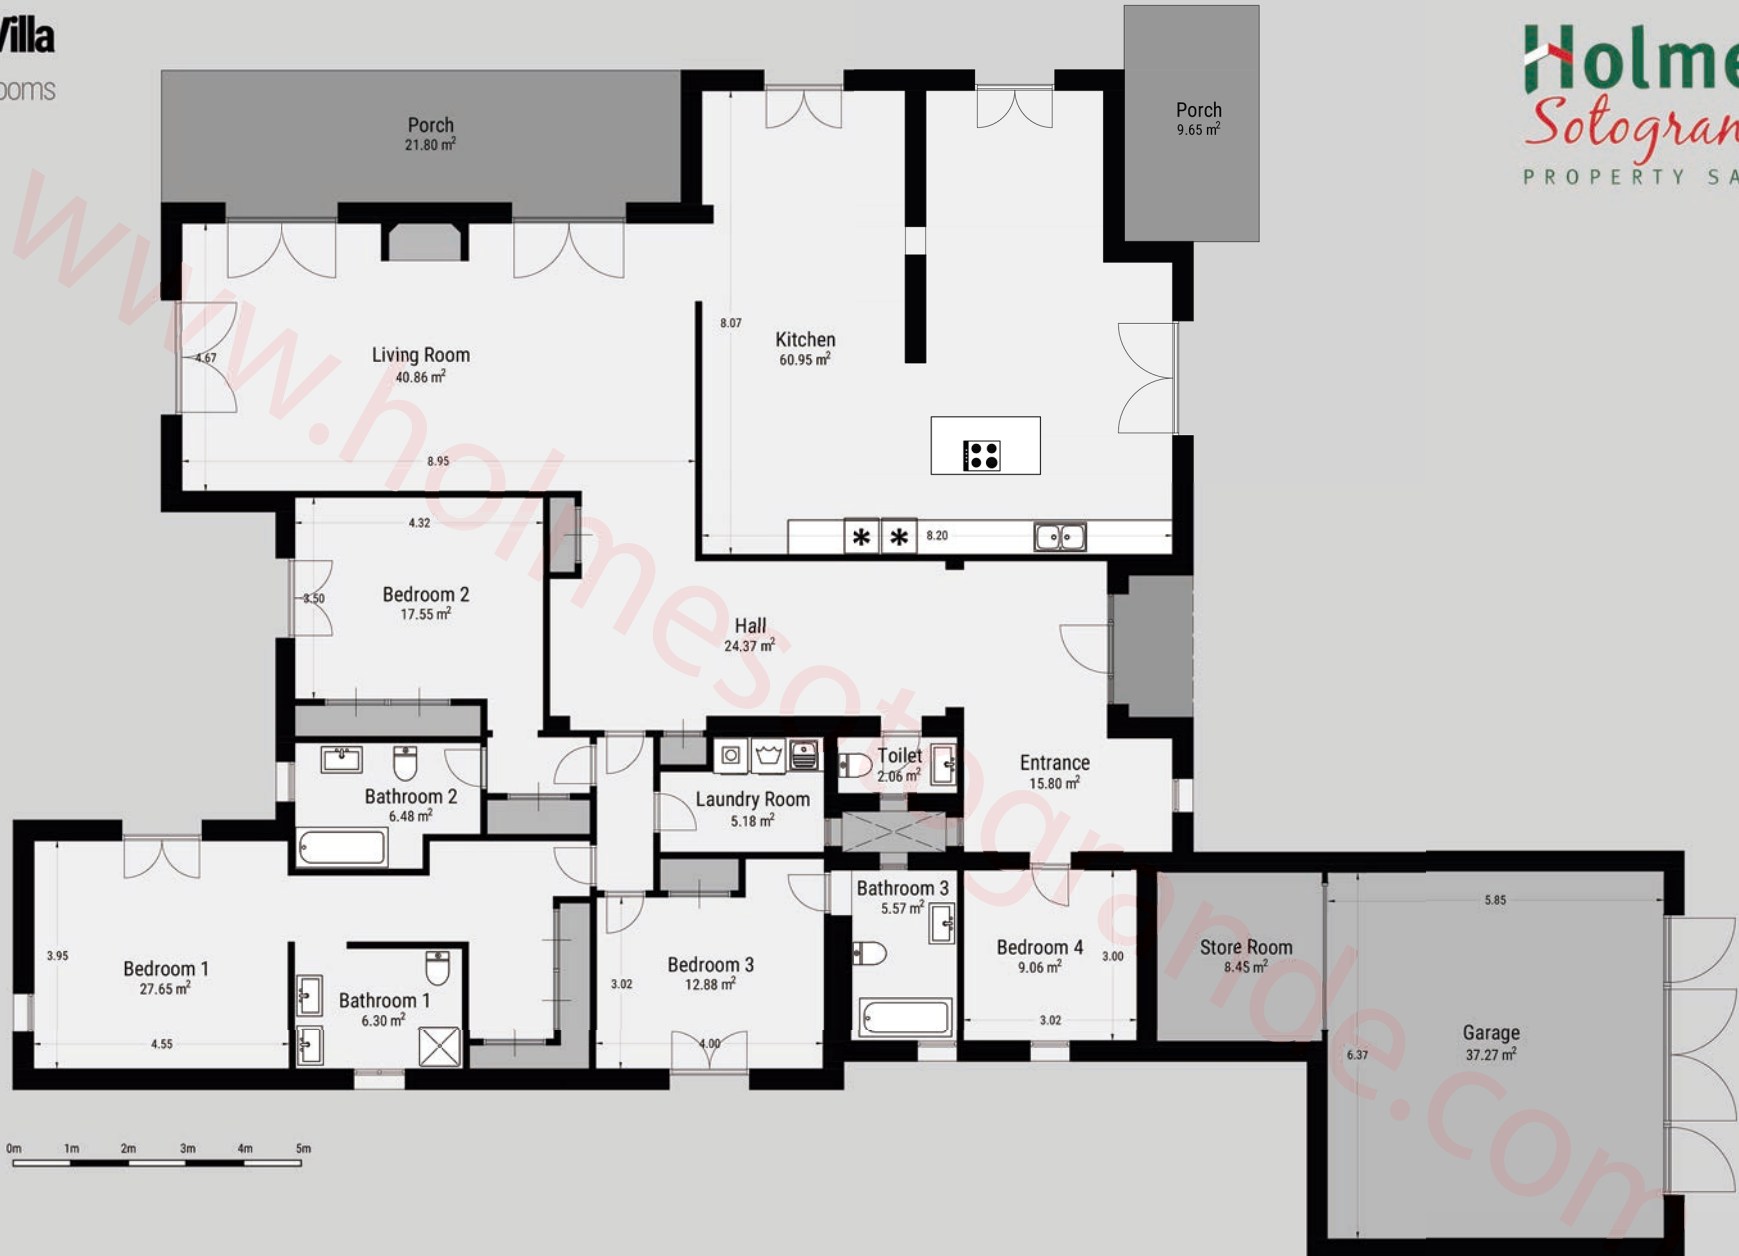 Villa
ooms
Holme
Sotogran
PROPERTY SA
Porch
21.80 m²
Porch
9.65 m²
Living Room
40.86 m²
4.67
8.95
Kitchen
60.95 m²
8.07
8.20
Bedroom 2
17.55 m²
4.32
3.50
Hall
24.37 m²
Bathroom 2
6.48 m²
Laundry Room
5.18 m²
Toilet
2.06 m²
Entrance
15.80 m²
Bedroom 1
27.65 m²
3.95
4.55
Bathroom 1
6.30 m²
Bedroom 3
12.88 m²
3.02
4.00
Bathroom 3
5.57 m²
Bedroom 4
9.06 m²
3.00
3.02
Store Room
8.45 m²
Garage
37.27 m²
5.85
6.37
0m 1m 2m 3m 4m 5m
www.holmesotogrande.com